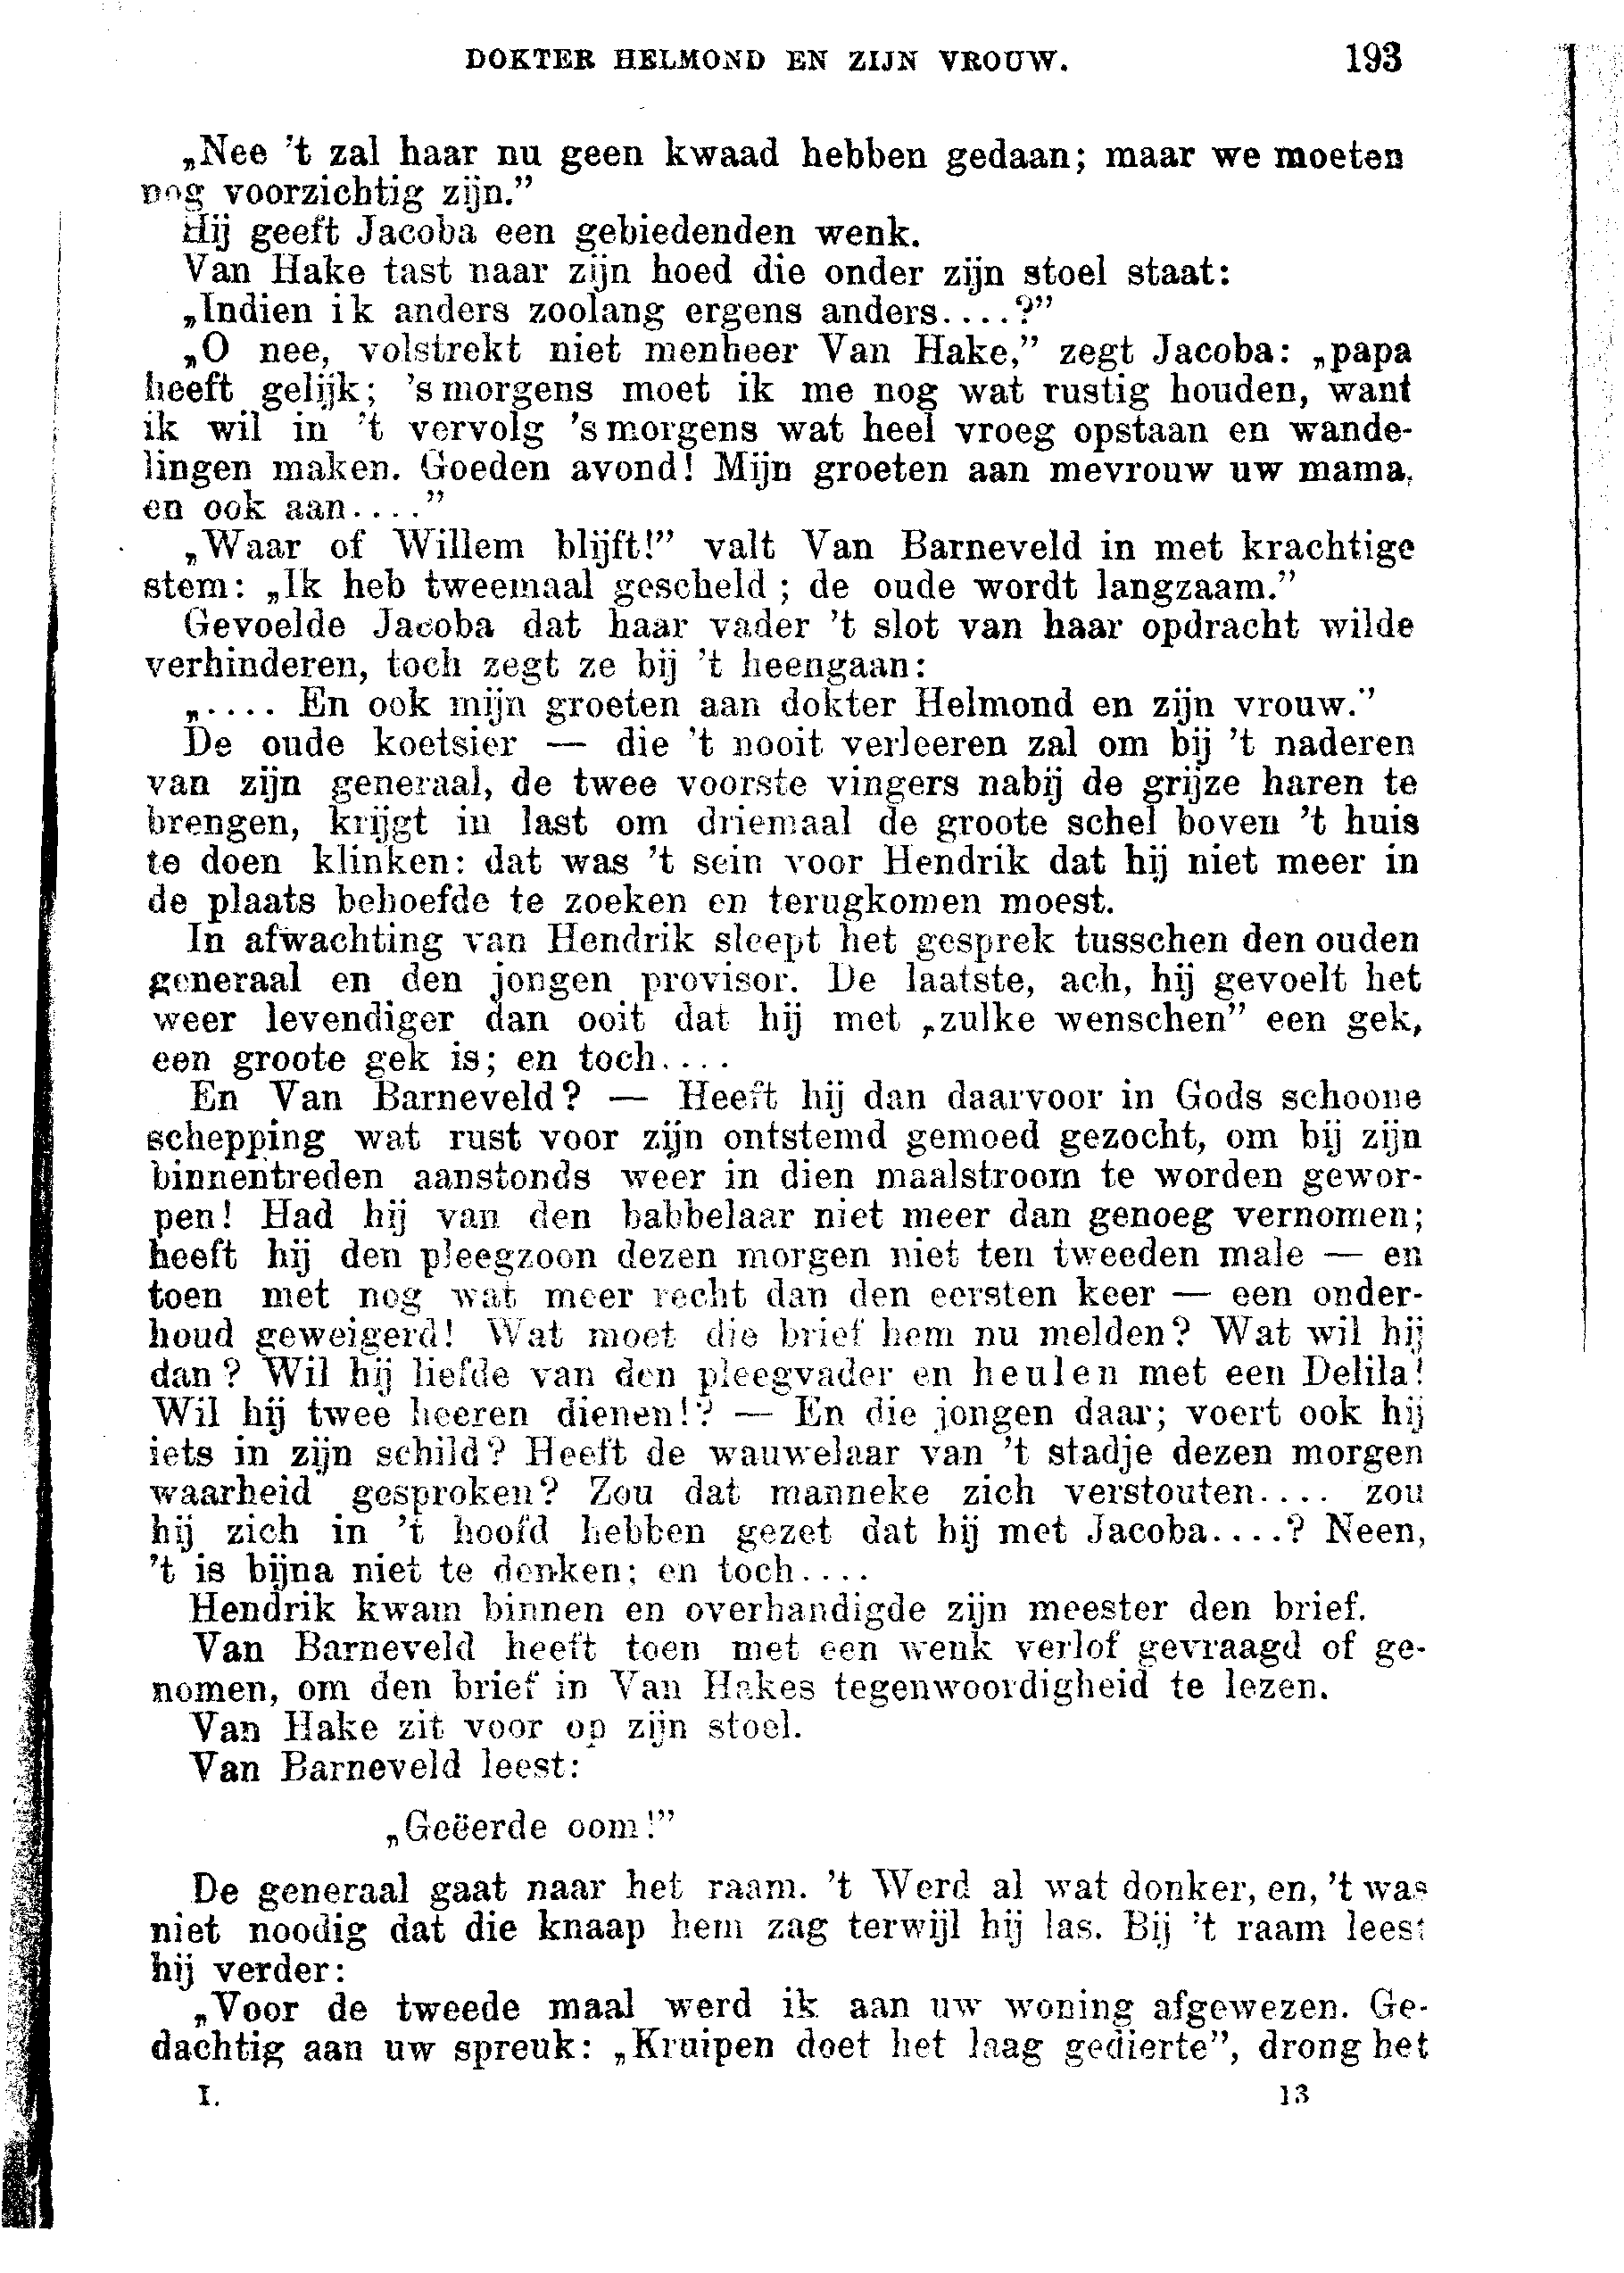 DOKTER HELMOND EN ZIJN VROUW. 193
„Nee 't zal haar nu geen kwaad hebben gedaan; maar we moeten
nog voorzichtig zijn.”
Hij geeft Jacoba een gebiedenden wenk.
Van Hake tast naar zijn hoed die onder zijn stoel staat:
„Indien ik anders zoolang ergens anders....?”
„O nee, volstrekt niet menheer Van Hake,” zegt Jacoba: „papa
heeft gelijk; 's morgens moet ik me nog wat rustig houden, want
ik wil in 't vervolg 's morgens wat heel vroeg opstaan en wande-
lingen maken. Goeden avond! Mijn groeten aan mevrouw uw mama,
en ook aan....”
„Waar of Willem blijft!” valt Van Barneveld in met krachtige
stem: „Ik heb tweemaal gescheld; de oude wordt langzaam.”
Gevoelde Jacoba dat haar vader 't slot van haar opdracht wilde
verhinderen, toch zegt ze bij 't heengaan:
„.... En ook mijn groeten aan dokter Helmond en zijn vrouw.”
De oude koetsier — die 't nooit verleeren zal om bij 't naderen
van zijn generaal, de twee voorste vingers nabij de grijze haren te
brengen, krijgt in last om driemaal de groote schel boven 't huis
te doen klinken: dat was 't sein voor Hendrik dat hij niet meer in
de plaats behoefde te zoeken en terugkomen moest.
In afwachting van Hendrik sleept het gesprek tusschen den ouden
generaal en den jongen provisor. De laatste, ach, hij gevoelt het
weer levendiger dan ooit dat hij met „zulke wenschen” een gek,
een groote gek is; en toch....
En Van Barneveld? — Heeft hij dan daarvoor in Gods schoone
schepping wat rust voor zijn ontstemd gemoed gezocht, om bij zijn
binnentreden aanstonds weer in dien maalstroom te worden gewor-
pen! Had hij van den babbelaar niet meer dan genoeg vernomen;
heeft hij den pleegzoon dezen morgen niet ten tweeden male — en
toen met nog wat meer recht dan den eersten keer — een onder-
houd geweigerd! Wat moet die brief hem nu melden? Wat wil hij
dan? Wil hij liefde van den pleegvader en heulen met een Delila!
Wil hij twee heeren dienen!? — En die jongen daar; voert ook hij
iets in zijn schild? Heeft de wauwelaar van 't stadje dezen morgen
waarheid gesproken? Zou dat manneke zich verstouten.... zou
hij zich in 't hoofd hebben gezet dat hij met Jacoba....? Neen,
't is bijna niet te denken; en toch....
Hendrik kwam binnen en overhandigde zijn meester den brief.
Van Barneveld heeft toen met een wenk verlof gevraagd of ge-
nomen, om den brief in Van Hakes tegenwoordigheid te lezen.
Van Hake zit voor op zijn stoel.
Van Barneveld leest:
„Geëerde oom!”
De generaal gaat naar het raam. 't Werd al wat donker, en, 't was
niet noodig dat die knaap hem zag terwijl hij las. Bij 't raam leest
hij verder:
„Voor de tweede maal werd ik aan uw woning afgewezen. Ge-
dachtig aan uw spreuk: „Kruipen doet het laag gedierte”, drong het
I. 13